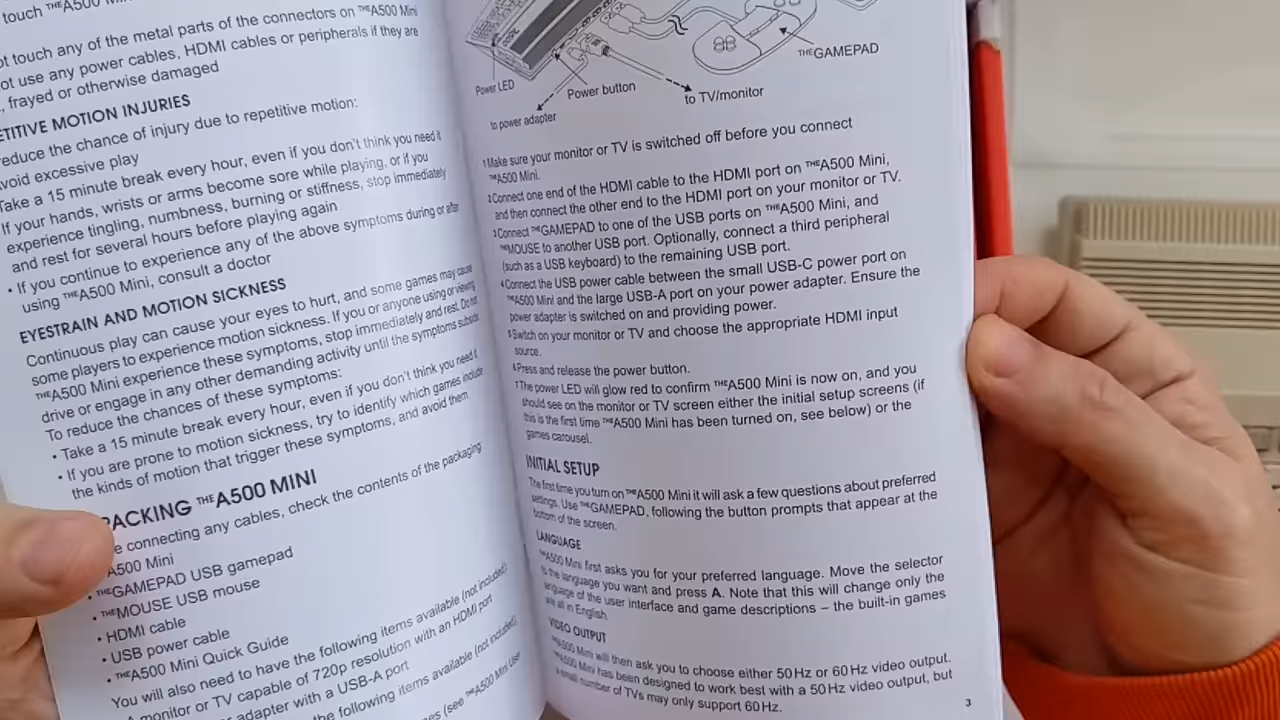 touch ™A500
ot touch any of the metal parts of the connectors on THEA500 Mini
ot use any power cables, HDMI cables or peripherals if they are
, frayed or otherwise damaged
ETITIVE MOTION INJURIES
reduce the chance of injury due to repetitive motion:
void excessive play
Take a 15 minute break every hour, even if you don't think you need it
If your hands, wrists or arms become sore while playing, or if you
experience tingling, numbness, burning or stiffness, stop immediately
and rest for several hours before playing again
• If you continue to experience any of the above symptoms during or after
using THEA500 Mini, consult a doctor
EYESTRAIN AND MOTION SICKNESS
Continuous play can cause your eyes to hurt, and some games may cause
some players to experience motion sickness. If you or anyone using or viewing
THEA500 Mini experience these symptoms, stop immediately and rest. Do not
drive or engage in any other demanding activity until the symptoms subside.
To reduce the chances of these symptoms:
• Take a 15 minute break every hour, even if you don't think you need it
• If you are prone to motion sickness, try to identify which games include
the kinds of motion that trigger these symptoms, and avoid them
PACKING THEA500 MINI
e connecting any cables, check the contents of the packaging:
A500 Mini
• THEGAMEPAD USB gamepad
• THEMOUSE USB mouse
• HDMI cable
• USB power cable
• THEA500 Mini Quick Guide
You will also need to have the following items available (not included):
A monitor or TV capable of 720p resolution with an HDMI port
r adapter with a USB-A port
the following items available (not included):
es (see THEA500 Mini User
Power LED
Power button
THEGAMEPAD
to TV/monitor
to power adapter
1 Make sure your monitor or TV is switched off before you connect
THEA500 Mini.
2 Connect one end of the HDMI cable to the HDMI port on THEA500 Mini,
and then connect the other end to the HDMI port on your monitor or TV.
3 Connect THEGAMEPAD to one of the USB ports on THEA500 Mini, and
THEMOUSE to another USB port. Optionally, connect a third peripheral
(such as a USB keyboard) to the remaining USB port.
4 Connect the USB power cable between the small USB-C power port on
THEA500 Mini and the large USB-A port on your power adapter. Ensure the
power adapter is switched on and providing power.
5 Switch on your monitor or TV and choose the appropriate HDMI input
source.
6 Press and release the power button.
7 The power LED will glow red to confirm THEA500 Mini is now on, and you
should see on the monitor or TV screen either the initial setup screens (if
this is the first time THEA500 Mini has been turned on, see below) or the
games carousel.
INITIAL SETUP
The first time you turn on THEA500 Mini it will ask a few questions about preferred
settings. Use THEGAMEPAD, following the button prompts that appear at the
bottom of the screen.
LANGUAGE
THEA500 Mini first asks you for your preferred language. Move the selector
to the language you want and press A. Note that this will change only the
language of the user interface and game descriptions – the built-in games
are all in English.
VIDEO OUTPUT
THEA500 Mini will then ask you to choose either 50Hz or 60Hz video output.
THEA500 Mini has been designed to work best with a 50Hz video output, but
a small number of TVs may only support 60Hz.
3